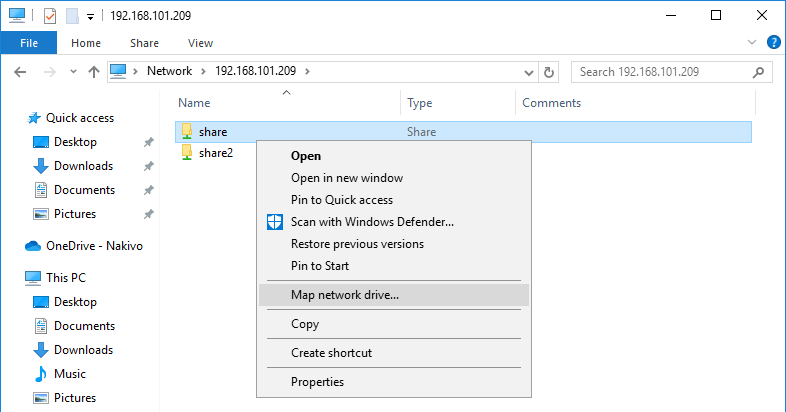 192.168.101.209
File Home Share View
Network 192.168.101.209 Search 192.168.101.209
Name Type Comments
Quick access
Desktop
Downloads
Documents
Pictures
OneDrive - Nakivo
This PC
Desktop
Documents
Downloads
Music
Pictures
share Share
share2
Open
Open in new window
Pin to Quick access
Scan with Windows Defender...
Restore previous versions
Pin to Start
Map network drive...
Copy
Create shortcut
Properties